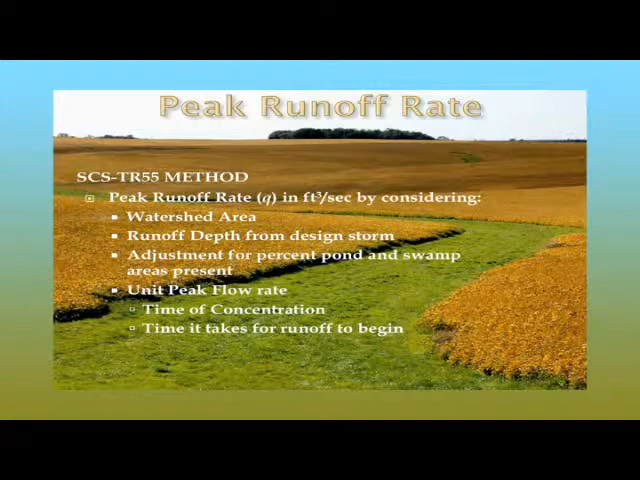 Peak Runoff Rate
SCS-TR55 METHOD
Peak Runoff Rate (q) in ft³/sec by considering:
Watershed Area
Runoff Depth from design storm
Adjustment for percent pond and swamp
areas present
Unit Peak Flow rate
Time of Concentration
Time it takes for runoff to begin